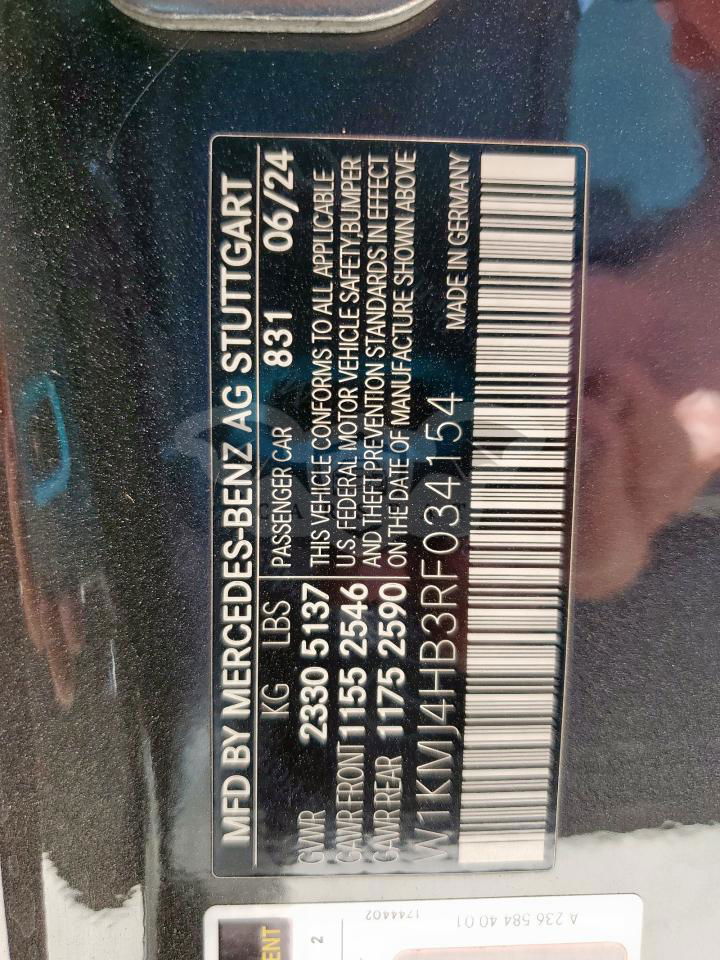 MFD BY MERCEDES-BENZ AG STUTTGART
KG LBS PASSENGER CAR 831 06/24
GVWR 2330 5137 THIS VEHICLE CONFORMS TO ALL APPLICABLE
GAWR FRONT 1155 2546 U.S. FEDERAL MOTOR VEHICLE SAFETY, BUMPER
GAWR REAR 1175 2590 AND THEFT PREVENTION STANDARDS IN EFFECT
ON THE DATE OF MANUFACTURE SHOWN ABOVE
W1KMJ4HB3RF034154 MADE IN GERMANY
2
1744402
A 236 584 40 01